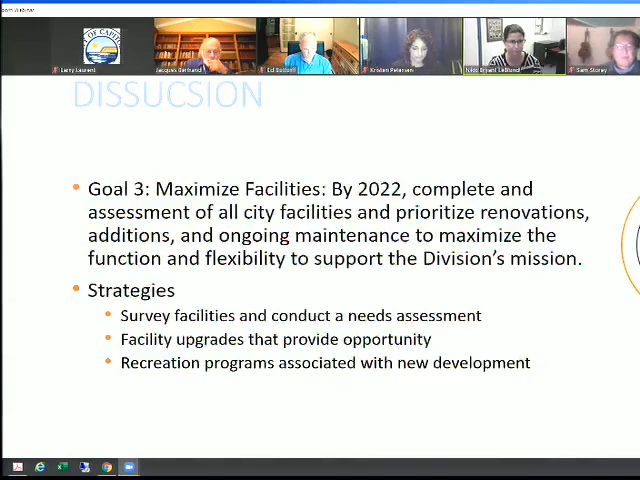 Larry Laurent
Jacques Bertrand
Ed Bottorff
Kristen Petersen
Nikki Bryant LeBlond
Sam Storey
DISSUCSION
• Goal 3: Maximize Facilities: By 2022, complete and
assessment of all city facilities and prioritize renovations,
additions, and ongoing maintenance to maximize the
function and flexibility to support the Division’s mission.
• Strategies
• Survey facilities and conduct a needs assessment
• Facility upgrades that provide opportunity
• Recreation programs associated with new development